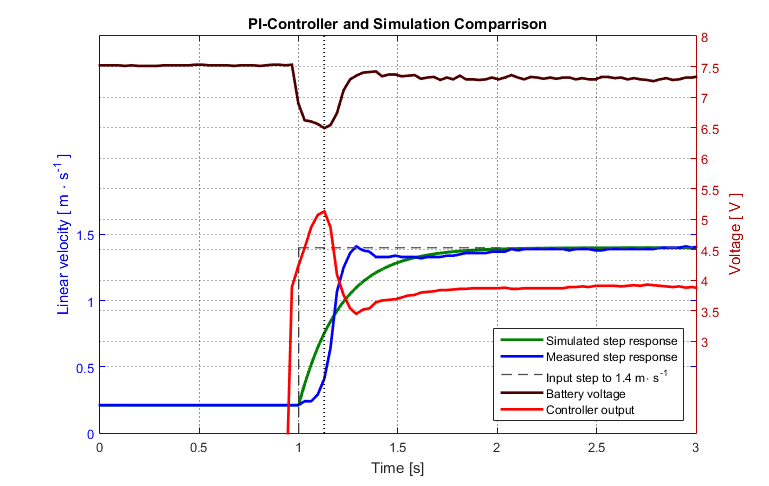 PI-Controller and Simulation Comparrison
8
7.5
7
6.5
6
5.5
5
4.5
4
3.5
3
Voltage [ V ]
Linear velocity [ m · s⁻¹ ]
1.5
1
0.5
0
Simulated step response
Measured step response
Input step to 1.4 m· s⁻¹
Battery voltage
Controller output
0 0.5 1 1.5 2 2.5 3
Time [s]